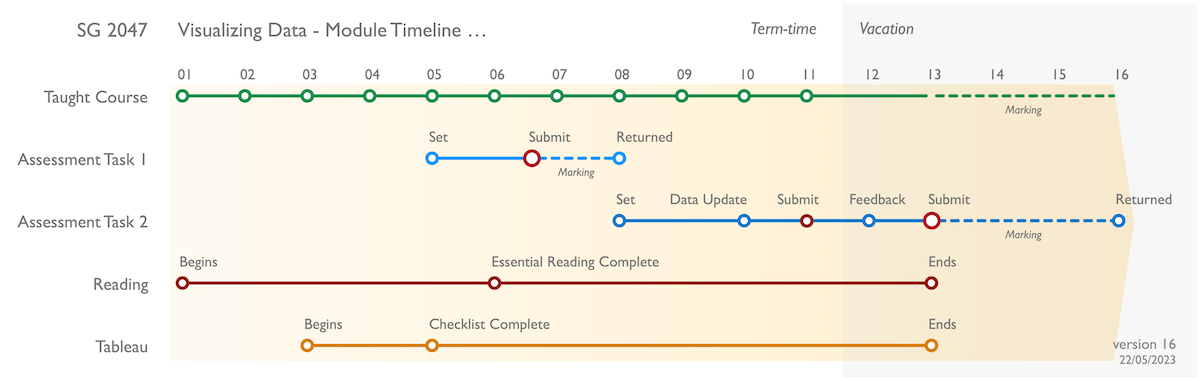 SG 2047 Visualizing Data - Module Timeline … Term-time Vacation
01 02 03 04 05 06 07 08 09 10 11 12 13 14 15 16
Taught Course
Marking
Set Submit Returned
Assessment Task 1
Marking
Set Data Update Submit Feedback Submit Returned
Assessment Task 2
Marking
Begins Essential Reading Complete Ends
Reading
Begins Checklist Complete Ends
Tableau
version 16
22/05/2023